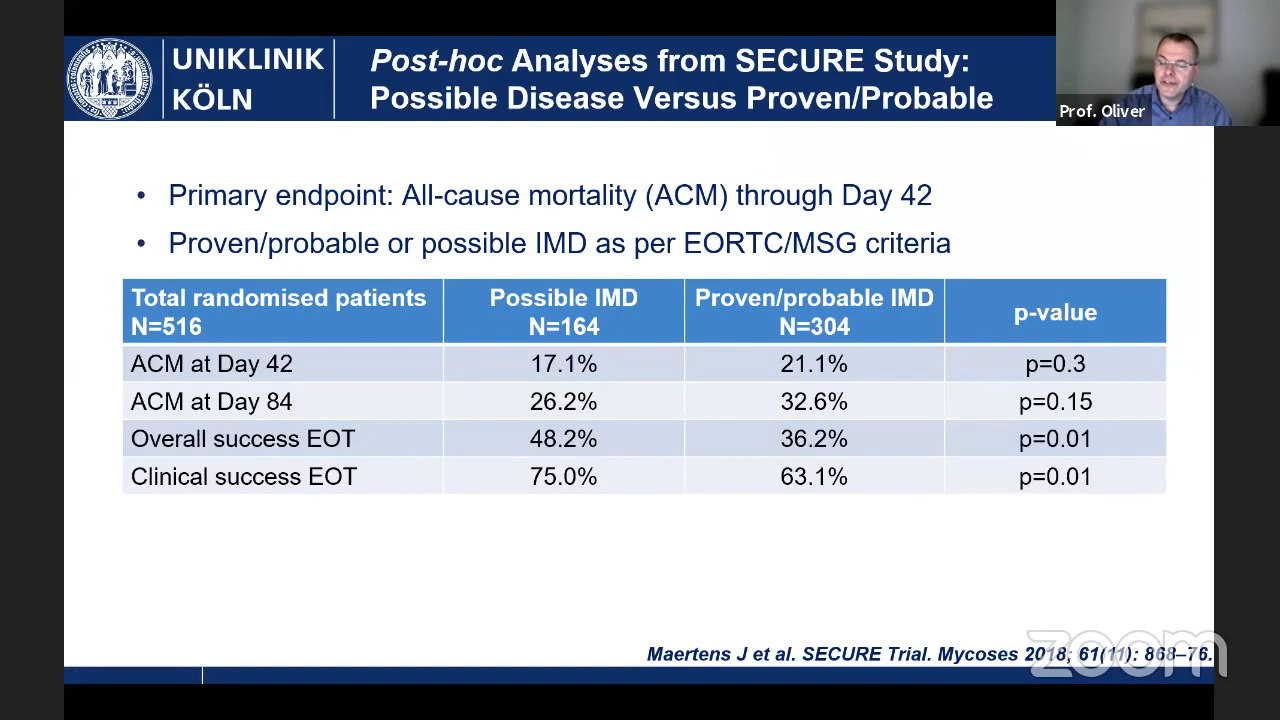 UNIKLINIK
KÖLN
Post-hoc Analyses from SECURE Study:
Possible Disease Versus Proven/Probable
Prof. Oliver
• Primary endpoint: All-cause mortality (ACM) through Day 42
• Proven/probable or possible IMD as per EORTC/MSG criteria
Total randomised patients N=516 | Possible IMD N=164 | Proven/probable IMD N=304 | p-value
ACM at Day 42 | 17.1% | 21.1% | p=0.3
ACM at Day 84 | 26.2% | 32.6% | p=0.15
Overall success EOT | 48.2% | 36.2% | p=0.01
Clinical success EOT | 75.0% | 63.1% | p=0.01
Maertens J et al. SECURE Trial. Mycoses 2018; 61(11): 868–76.
zoom